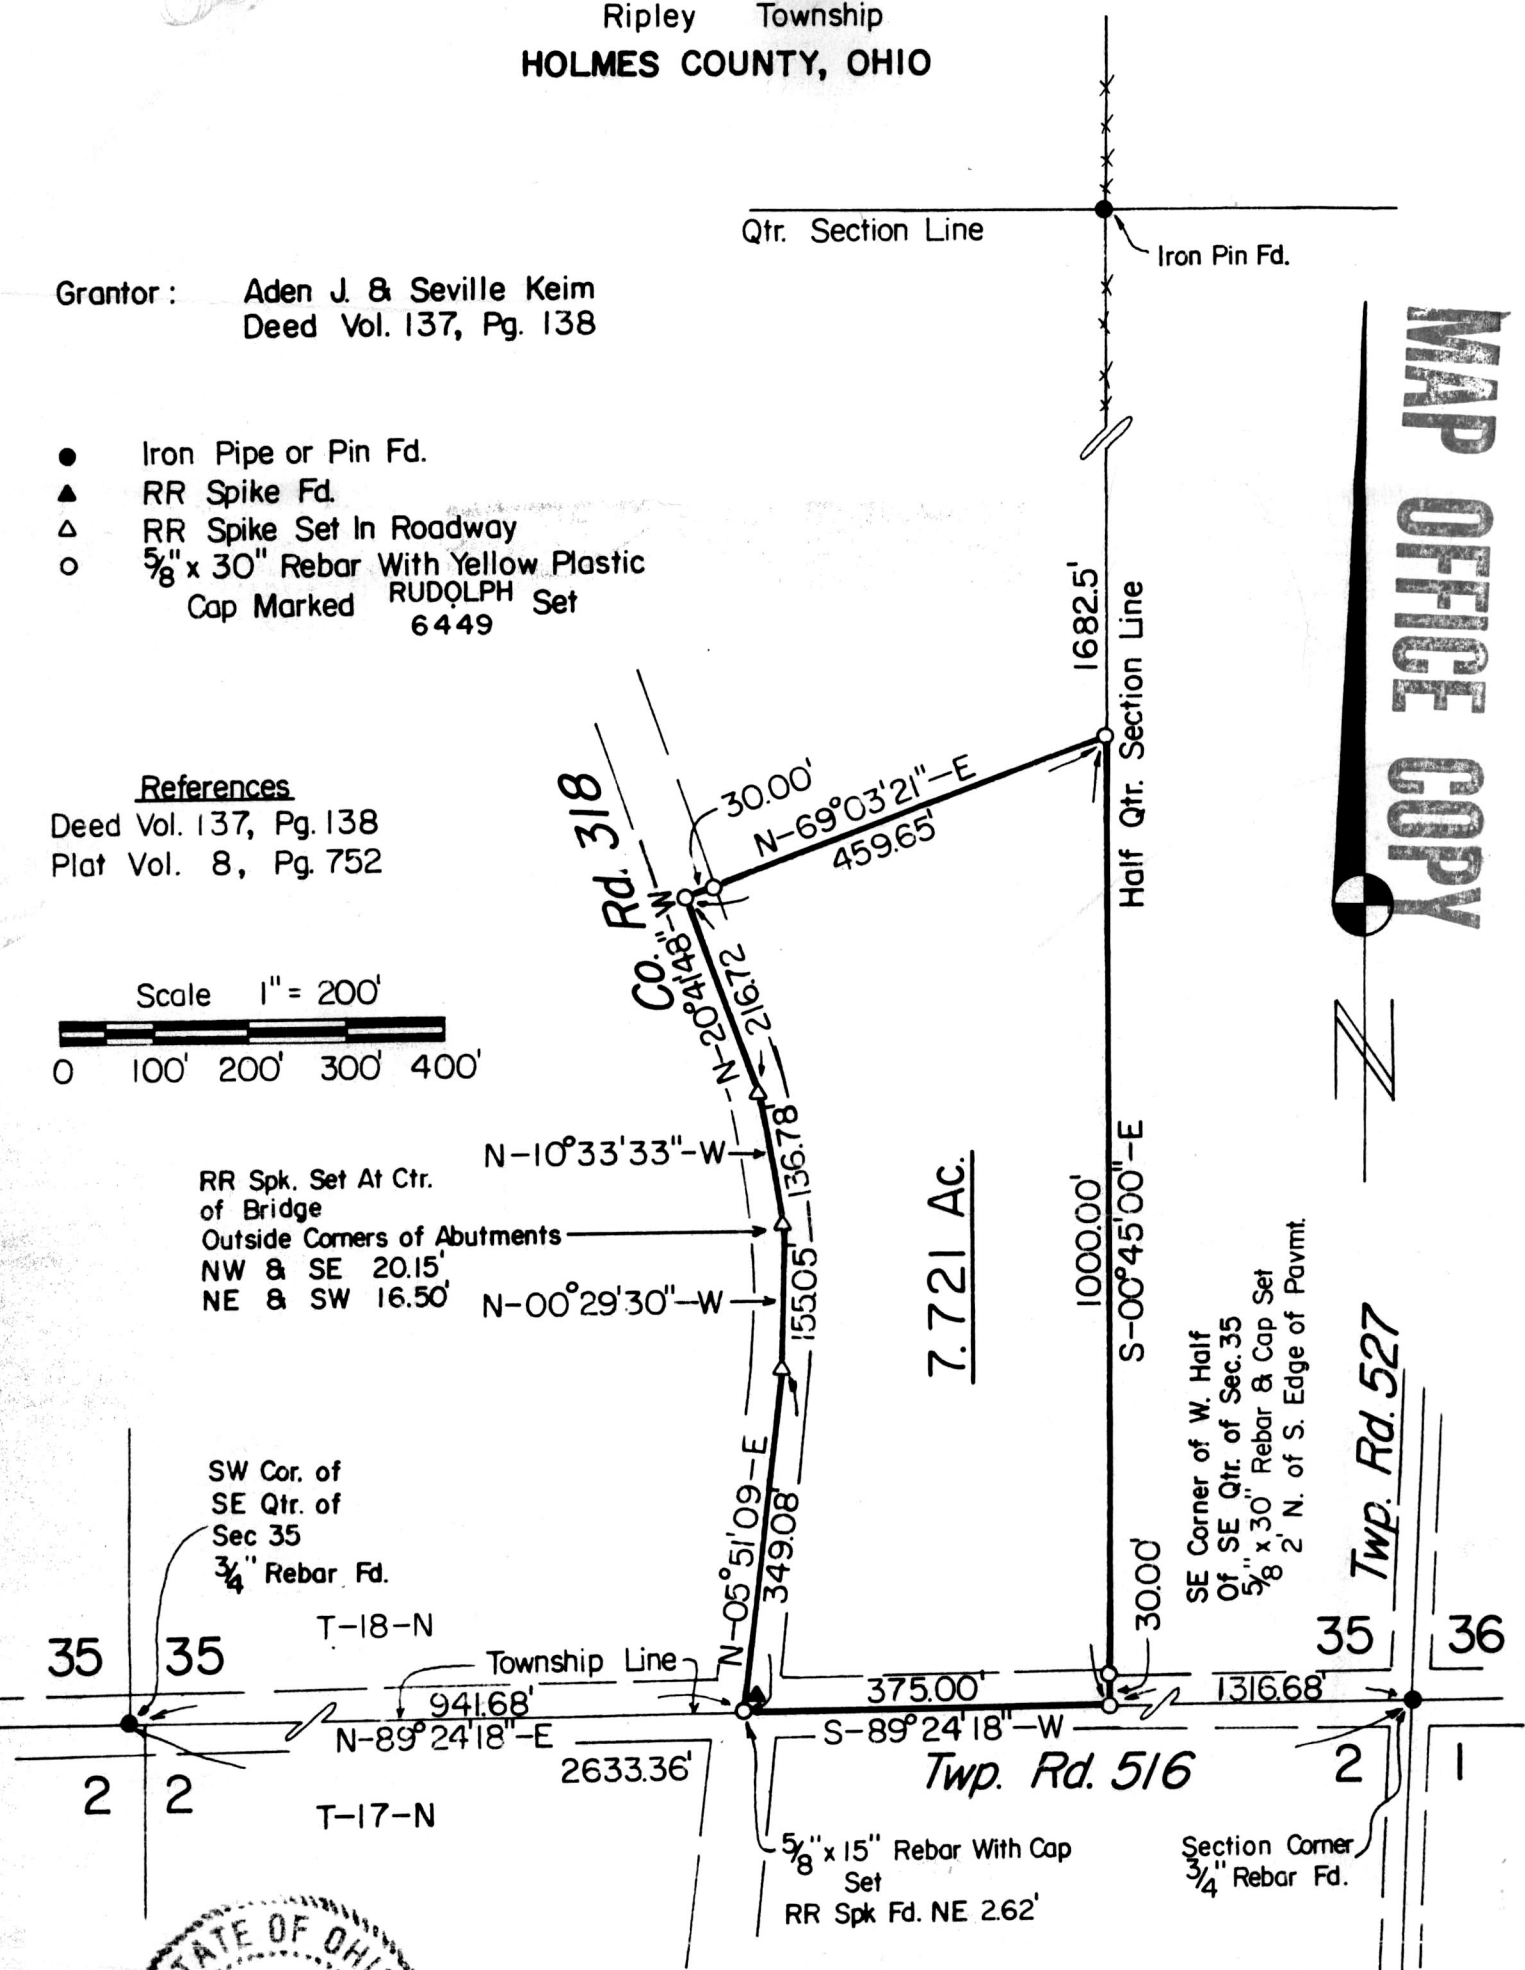 Ripley Township
HOLMES COUNTY, OHIO
Qtr. Section Line
Iron Pin Fd.
Grantor : Aden J. & Seville Keim
Deed Vol. 137, Pg. 138
MAP OFFICE COPY
● Iron Pipe or Pin Fd.
▲ RR Spike Fd.
△ RR Spike Set In Roadway
○ 5/8" x 30" Rebar With Yellow Plastic
Cap Marked RUDOLPH Set
6449
1682.5'
Half Qtr. Section Line
References
Deed Vol. 137, Pg. 138
Plat Vol. 8, Pg. 752
Co. Rd. 318
30.00'
N-69°03'21"-E
459.65'
N-20°41'48"-W
216.72
Scale 1" = 200'
0 100' 200' 300' 400'
N
N-10°33'33"-W
136.78'
RR Spk. Set At Ctr.
of Bridge
Outside Corners of Abutments
NW & SE 20.15'
NE & SW 16.50'
N-00°29'30"-W
155.05'
7.721 Ac.
1000.00'
S-00°45'00"-E
SE Corner of W. Half
Of SE Qtr. of Sec. 35
5/8" x 30" Rebar & Cap Set
2' N. of S. Edge of Pavmt.
Twp. Rd. 527
SW Cor. of
SE Qtr. of
Sec 35
3/4" Rebar Fd.
N-05°51'09-E
349.08'
30.00'
T-18-N
35 35
35 36
Township Line
941.68'
375.00'
1316.68'
N-89°24'18"-E
S-89°24'18"-W
2633.36'
Twp. Rd. 516
2 2
2 1
T-17-N
5/8" x 15" Rebar With Cap
Set
RR Spk Fd. NE 2.62'
Section Corner
3/4" Rebar Fd.
STATE OF OHIO